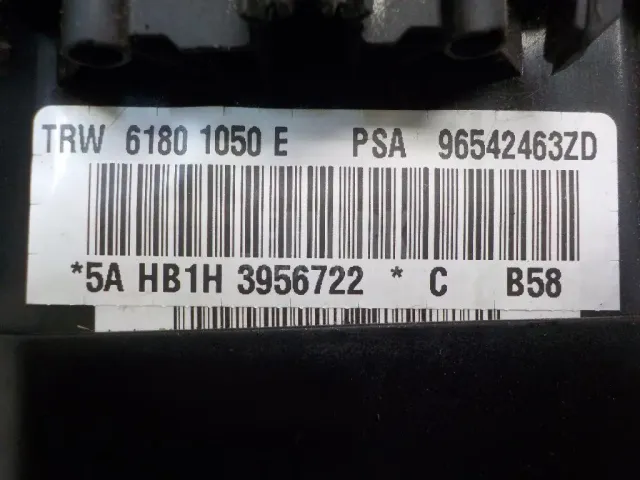 TRW 6180 1050 E PSA 96542463ZD
*5A HB1H 3956722 * C B58